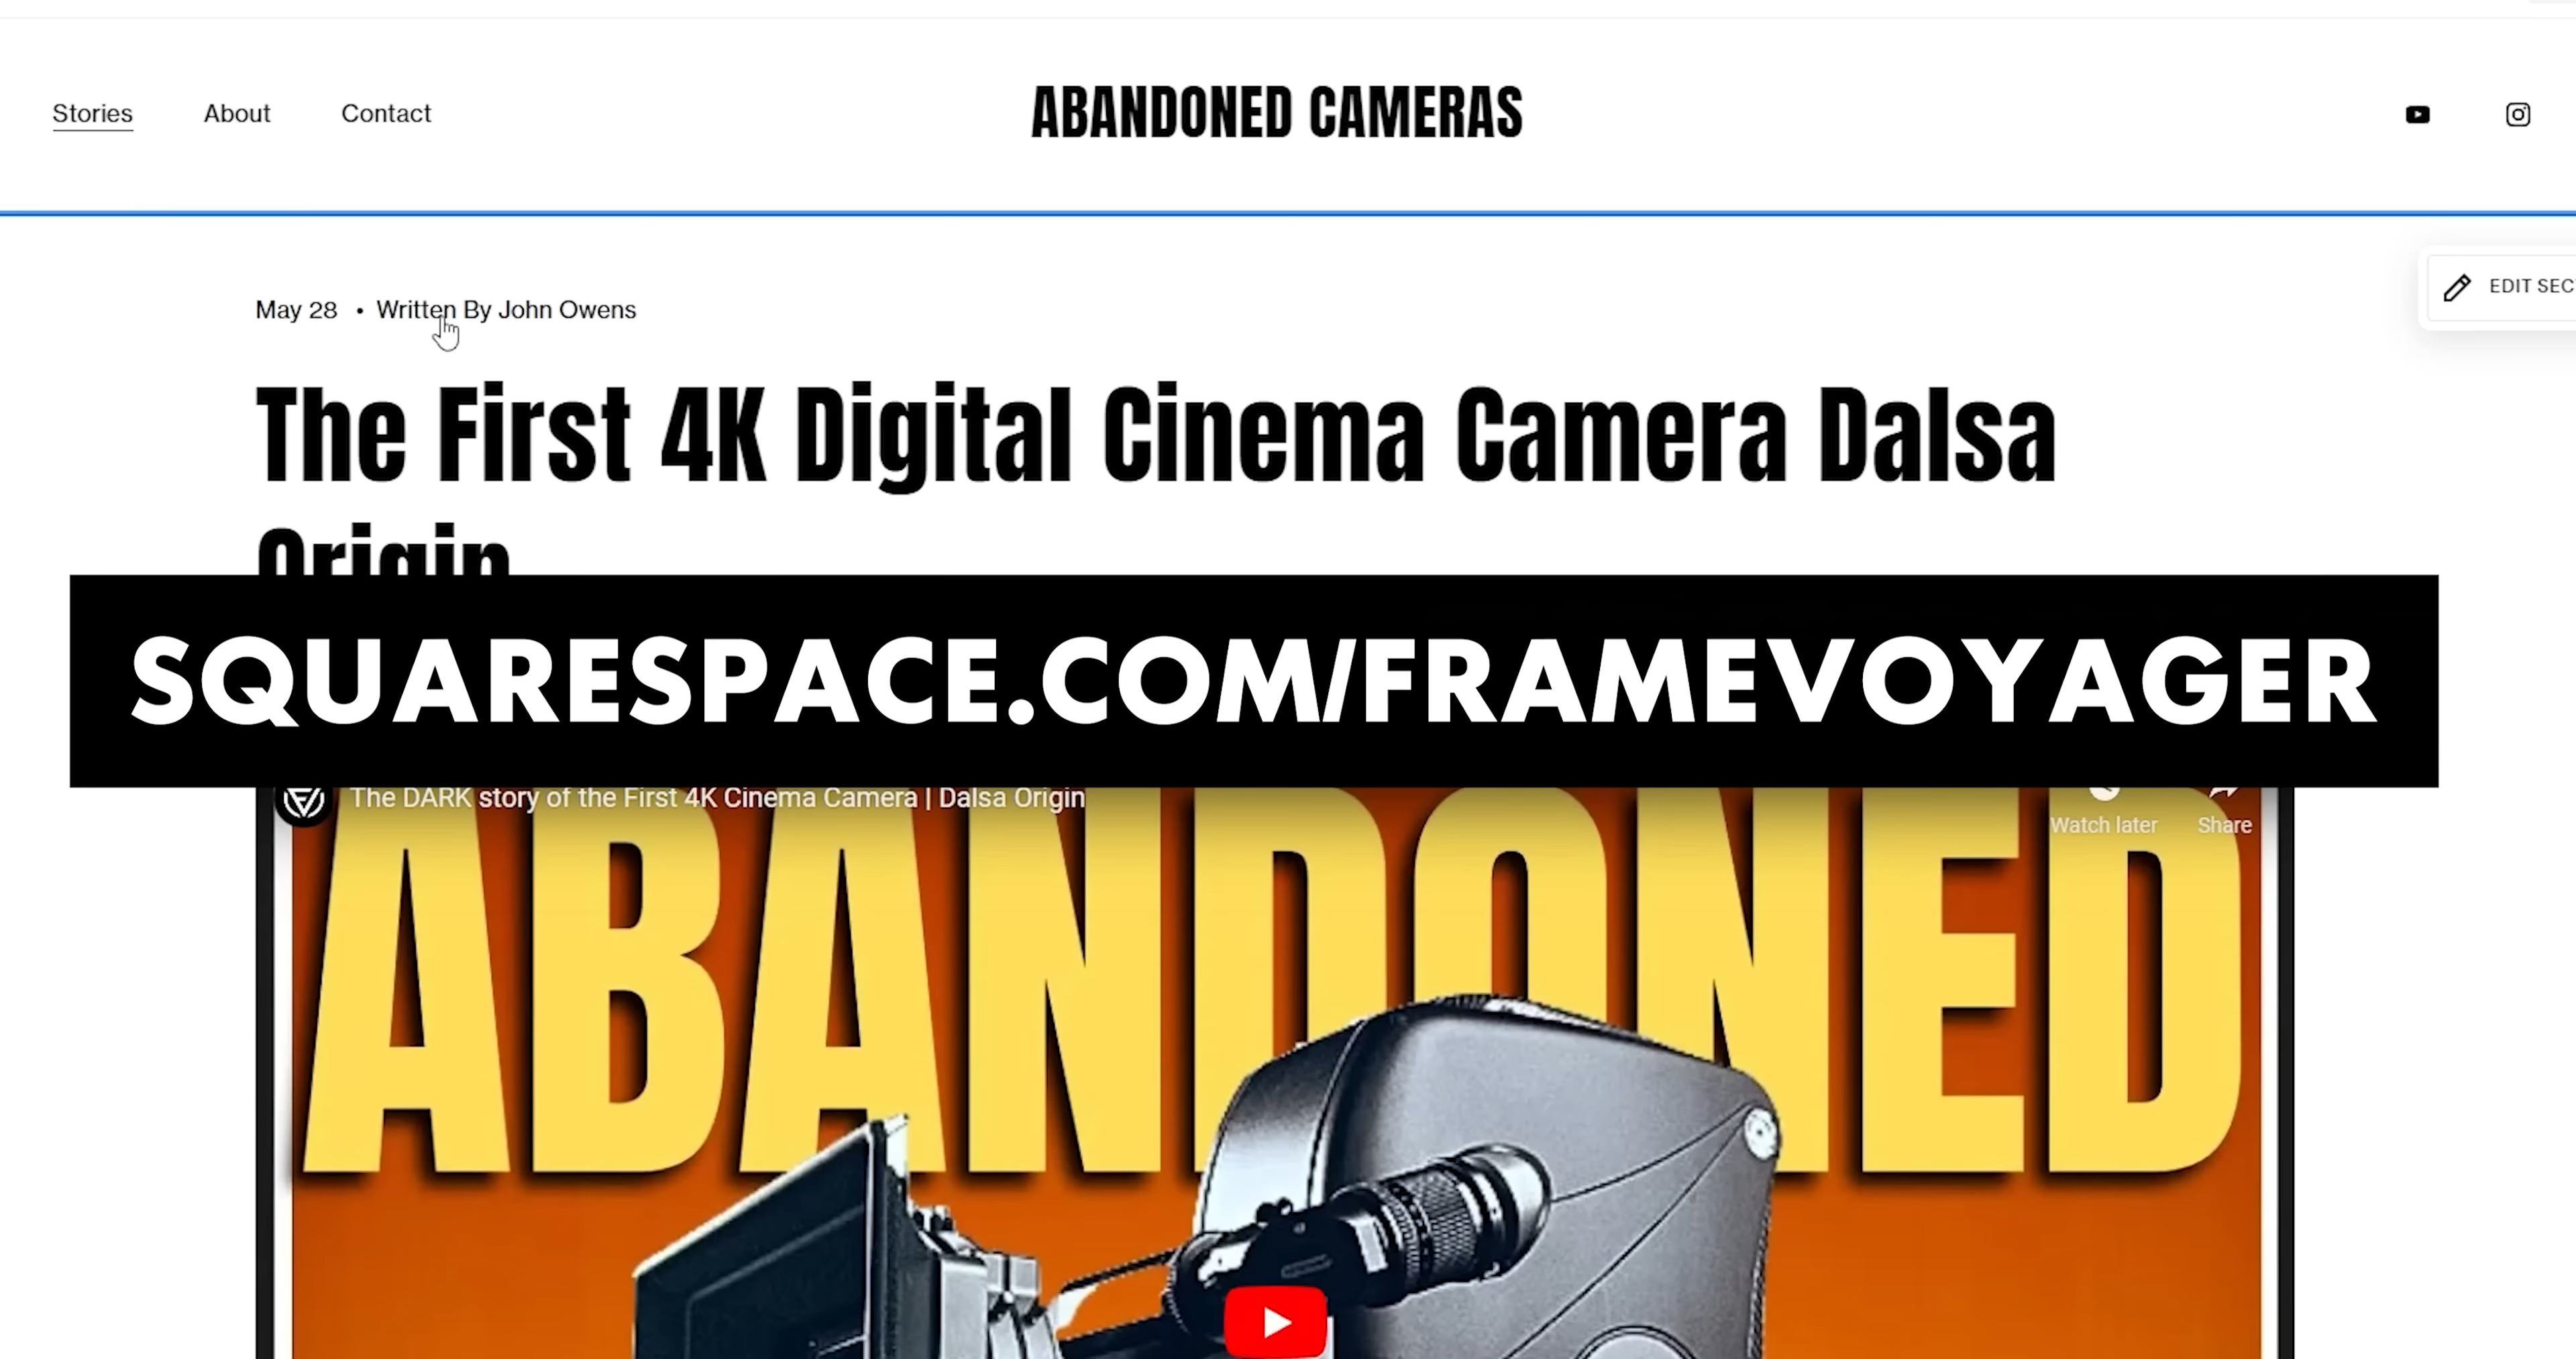 Stories About Contact ABANDONED CAMERAS
EDIT SEC
May 28 • Written By John Owens
The First 4K Digital Cinema Camera Dalsa
Origin
SQUARESPACE.COM/FRAMEVOYAGER
The DARK story of the First 4K Cinema Camera | Dalsa Origin
Watch later Share
ABANDONED